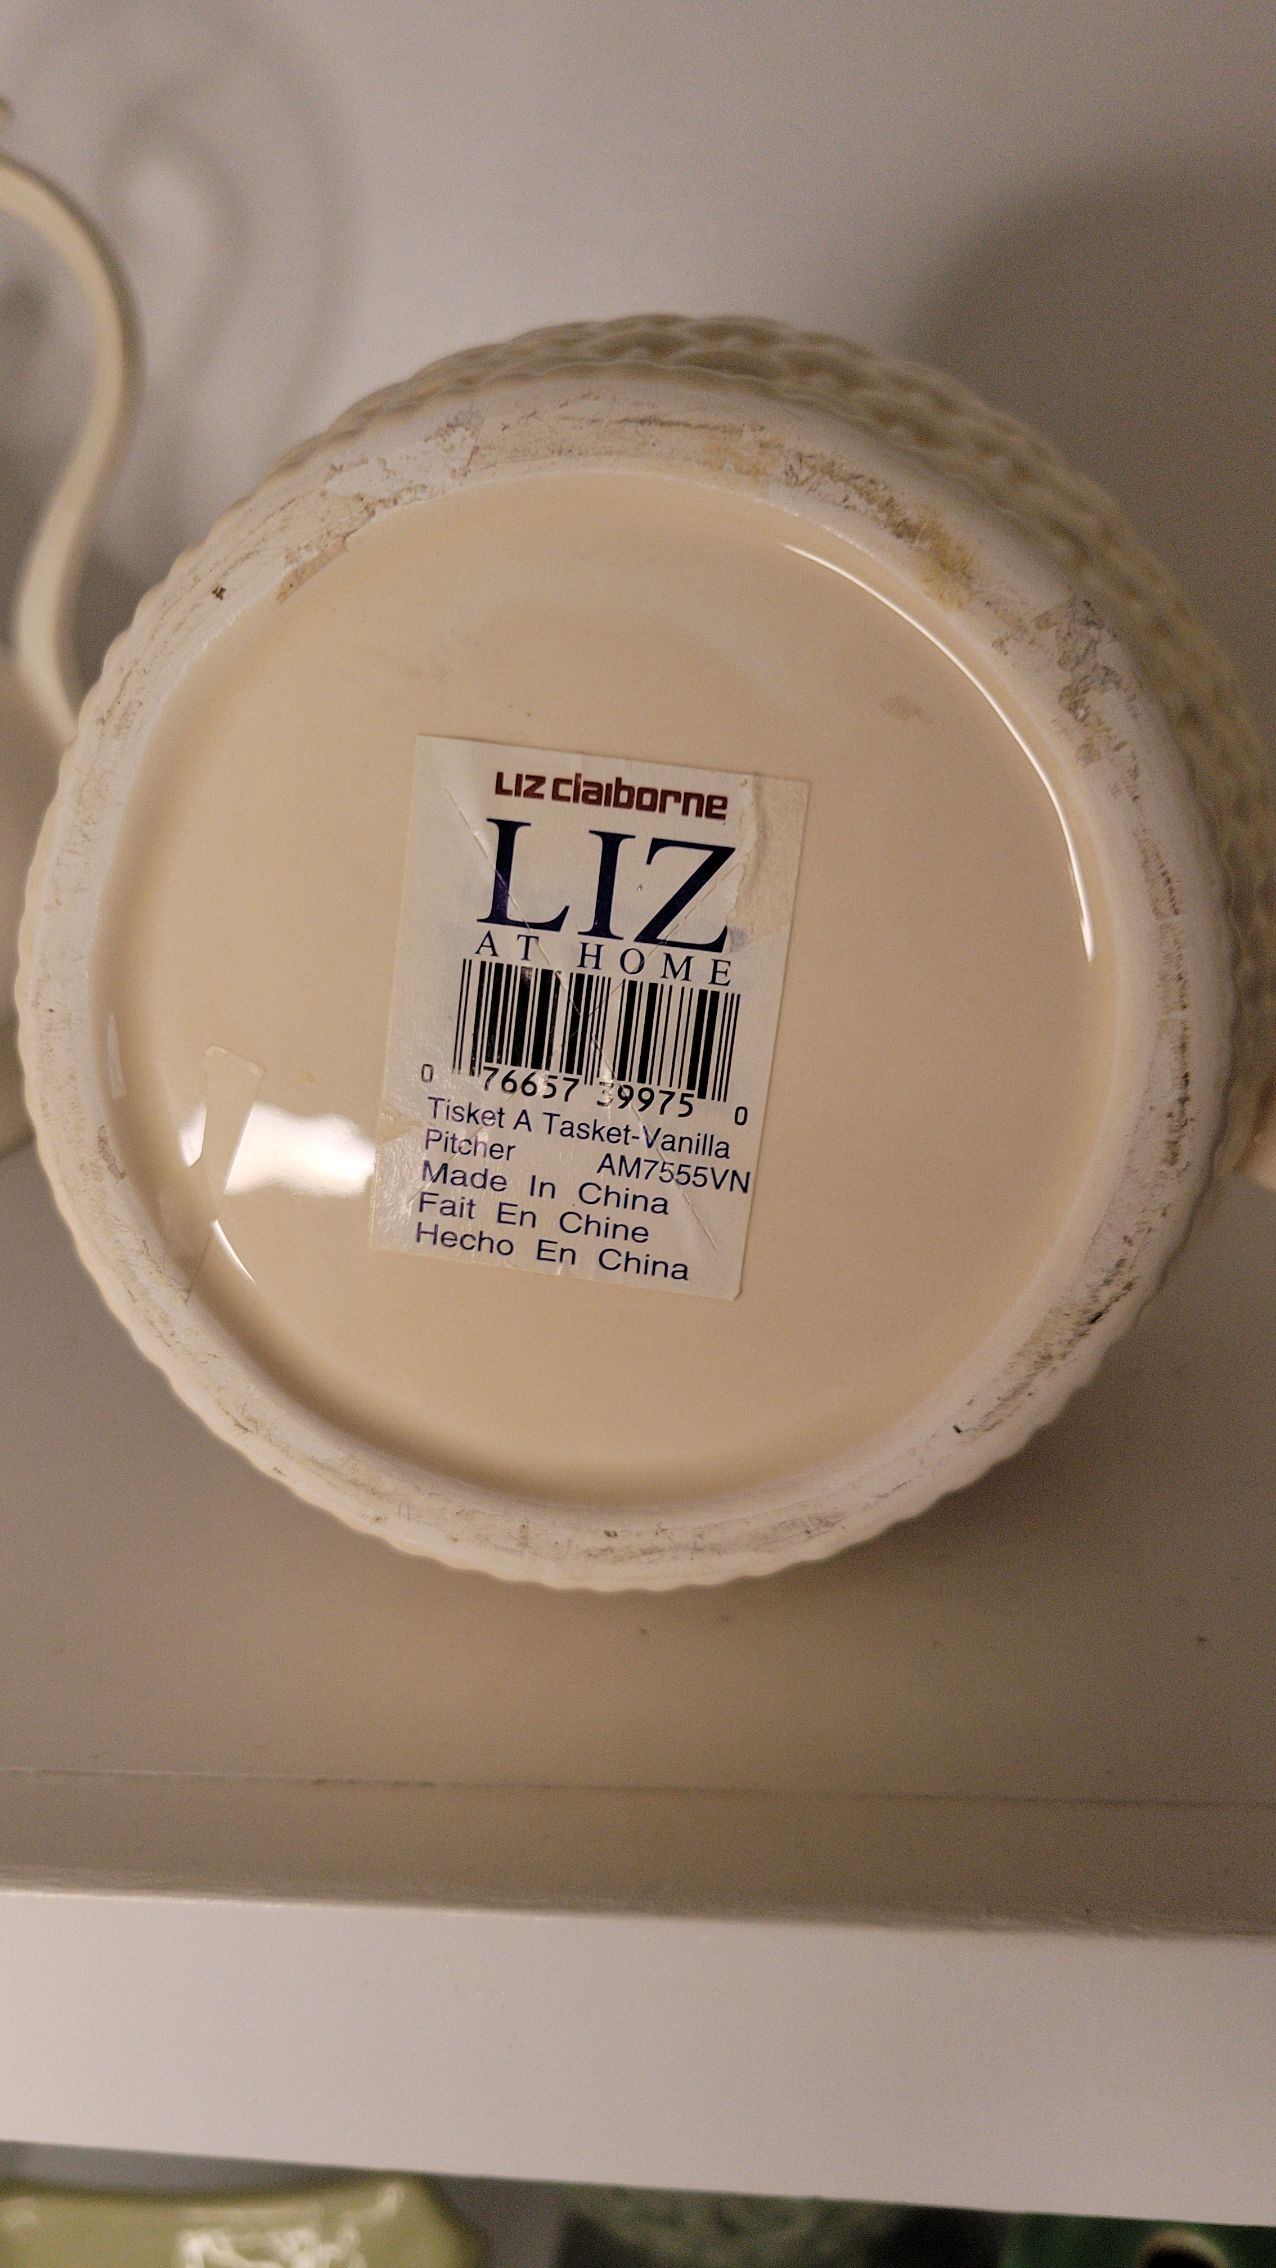 Liz claiborne
LIZ
AT HOME
0 76657 39975 0
Tisket A Tasket-Vanilla
Pitcher AM7555VN
Made In China
Fait En Chine
Hecho En China